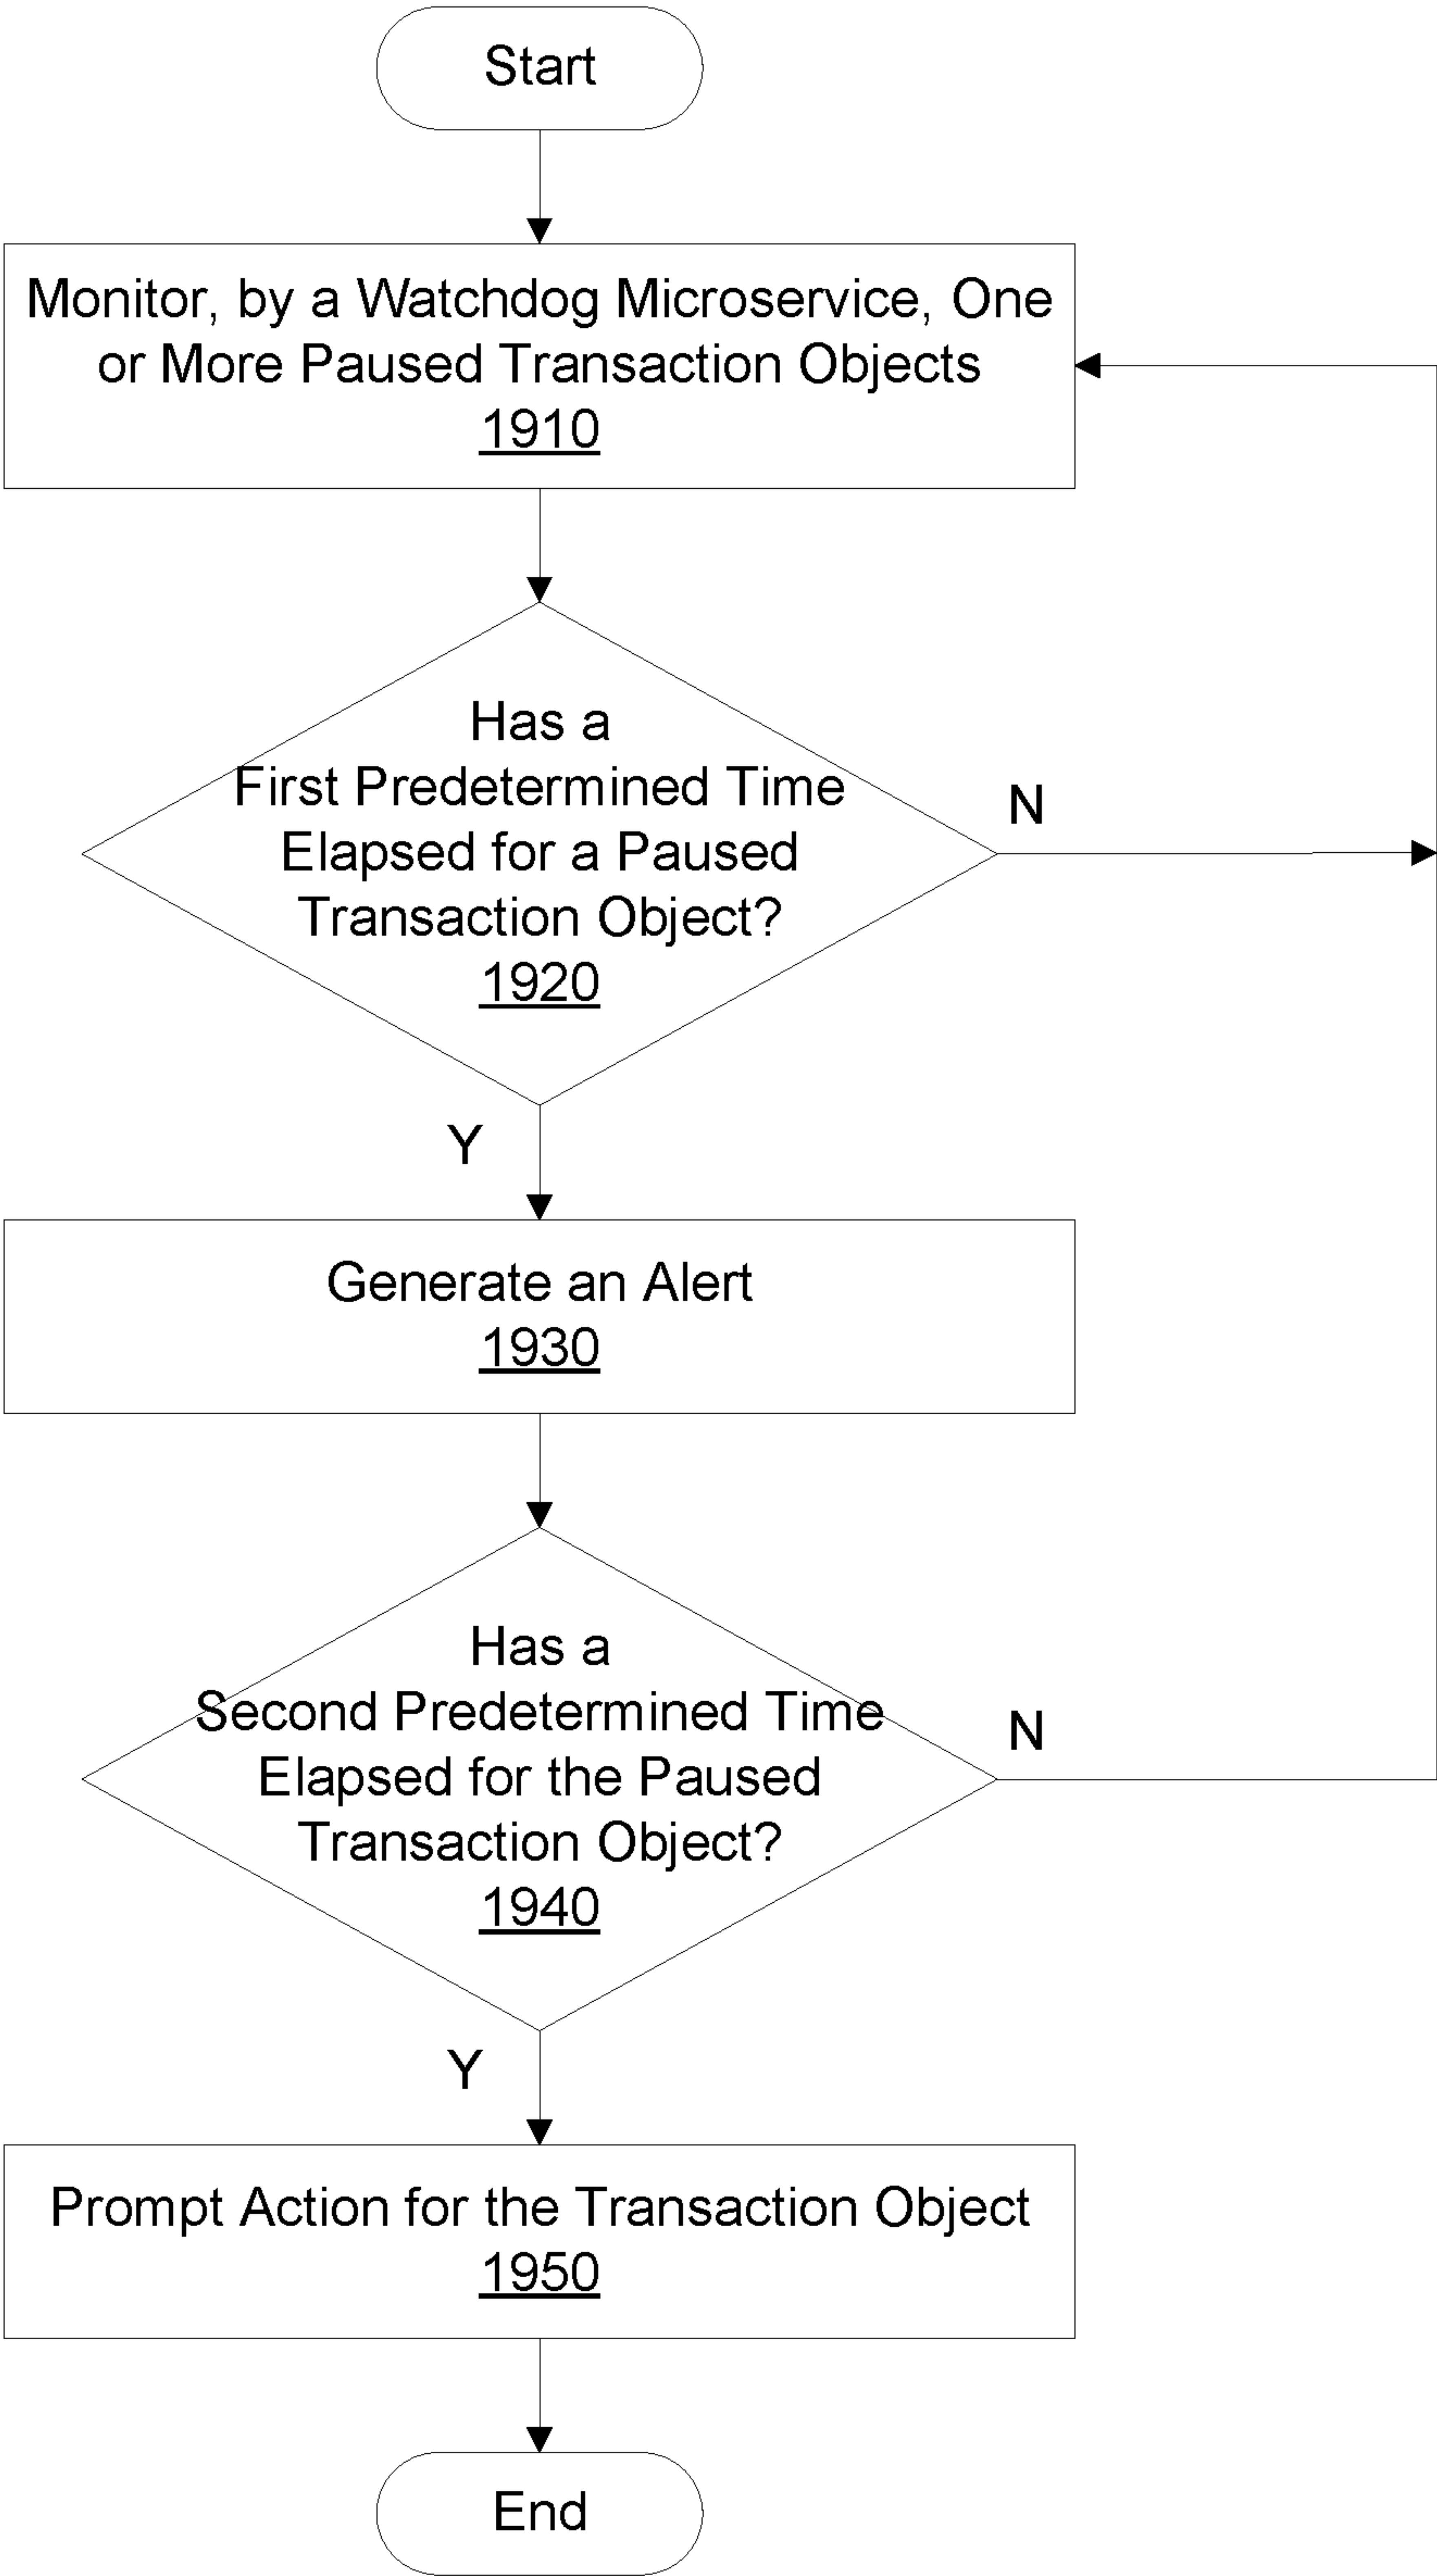 Start
Monitor, by a Watchdog Microservice, One
or More Paused Transaction Objects
1910
Has a
First Predetermined Time
Elapsed for a Paused
Transaction Object?
1920
N
Y
Generate an Alert
1930
Has a
Second Predetermined Time
Elapsed for the Paused
Transaction Object?
1940
N
Y
Prompt Action for the Transaction Object
1950
End